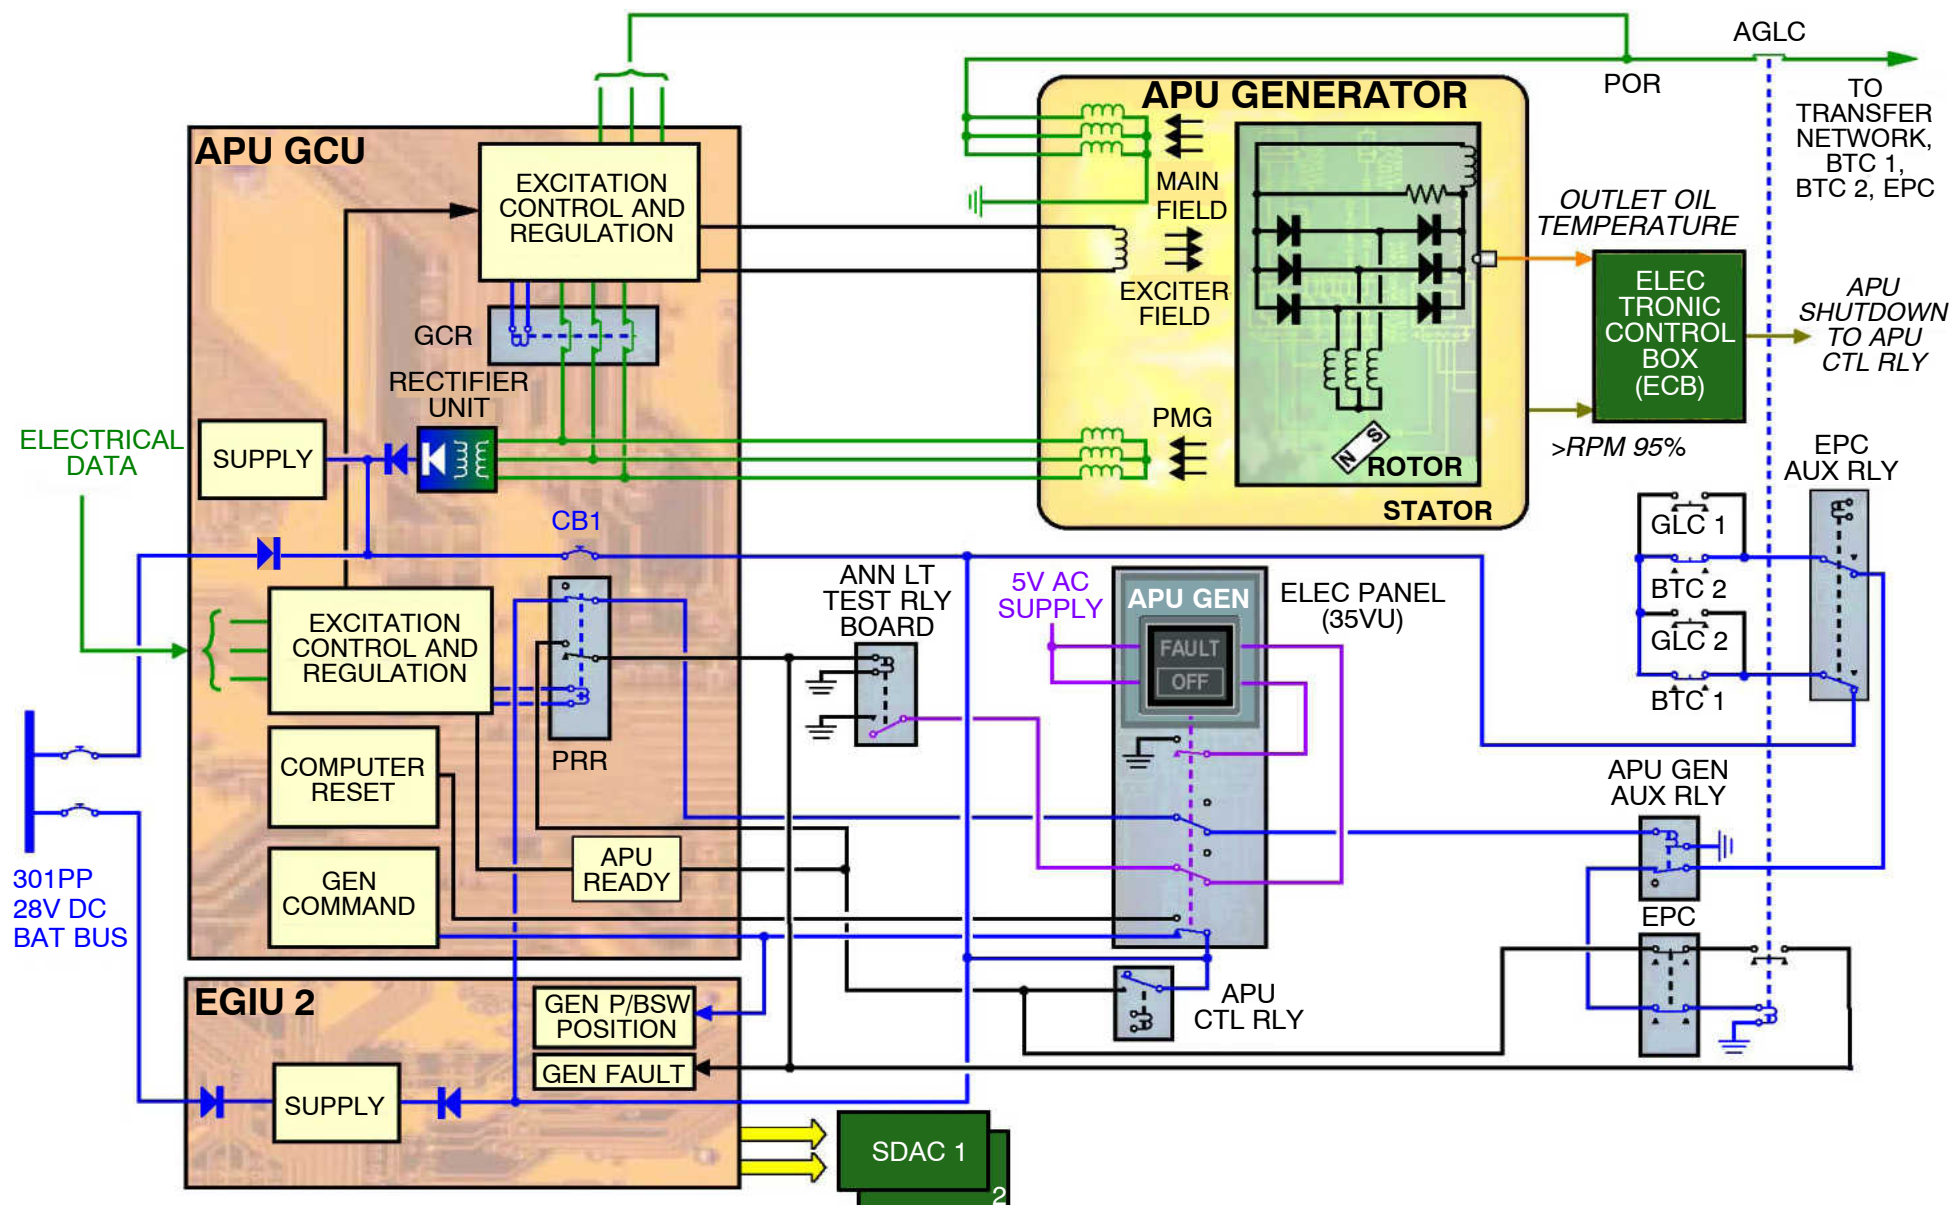 AGLC
POR
TO
TRANSFER
NETWORK,
BTC 1,
BTC 2, EPC
APU GENERATOR
APU GCU
EXCITATION
CONTROL AND
REGULATION
MAIN
FIELD
EXCITER
FIELD
OUTLET OIL
TEMPERATURE
ELEC
TRONIC
CONTROL
BOX
(ECB)
APU
SHUTDOWN
TO APU
CTL RLY
GCR
RECTIFIER
UNIT
PMG
N S
ROTOR
STATOR
>RPM 95%
ELECTRICAL
DATA
SUPPLY
CB1
EPC
AUX RLY
GLC 1
BTC 2
GLC 2
BTC 1
EXCITATION
CONTROL AND
REGULATION
PRR
ANN LT
TEST RLY
BOARD
5V AC
SUPPLY
APU GEN
FAULT
OFF
ELEC PANEL
(35VU)
COMPUTER
RESET
APU GEN
AUX RLY
GEN
COMMAND
APU
READY
301PP
28V DC
BAT BUS
EPC
EGIU 2
GEN P/BSW
POSITION
GEN FAULT
APU
CTL RLY
SUPPLY
SDAC 1
2